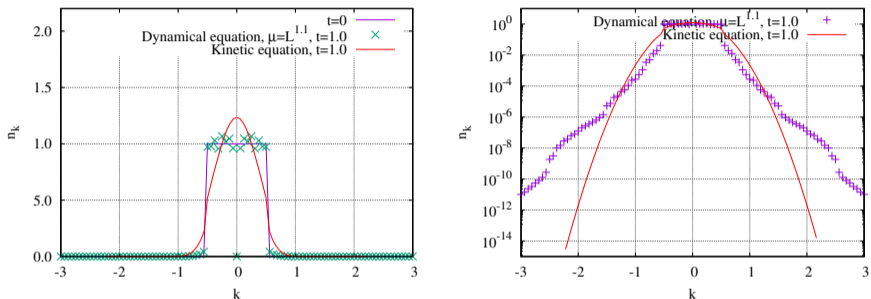 t=0
Dynamical equation, μ=L^1.1, t=1.0
Kinetic equation, t=1.0
2.2
1.5
1.0
5.0
0.0
n_k
-3 -2 -1 0 1 2 3
k
Dynamical equation, μ=L^1.1, t=1.0
Kinetic equation, t=1.0
10^0
10^-2
10^-4
10^-6
10^-8
10^-10
10^-12
10^-14
n_k
-3 -2 -1 0 1 2 3
k